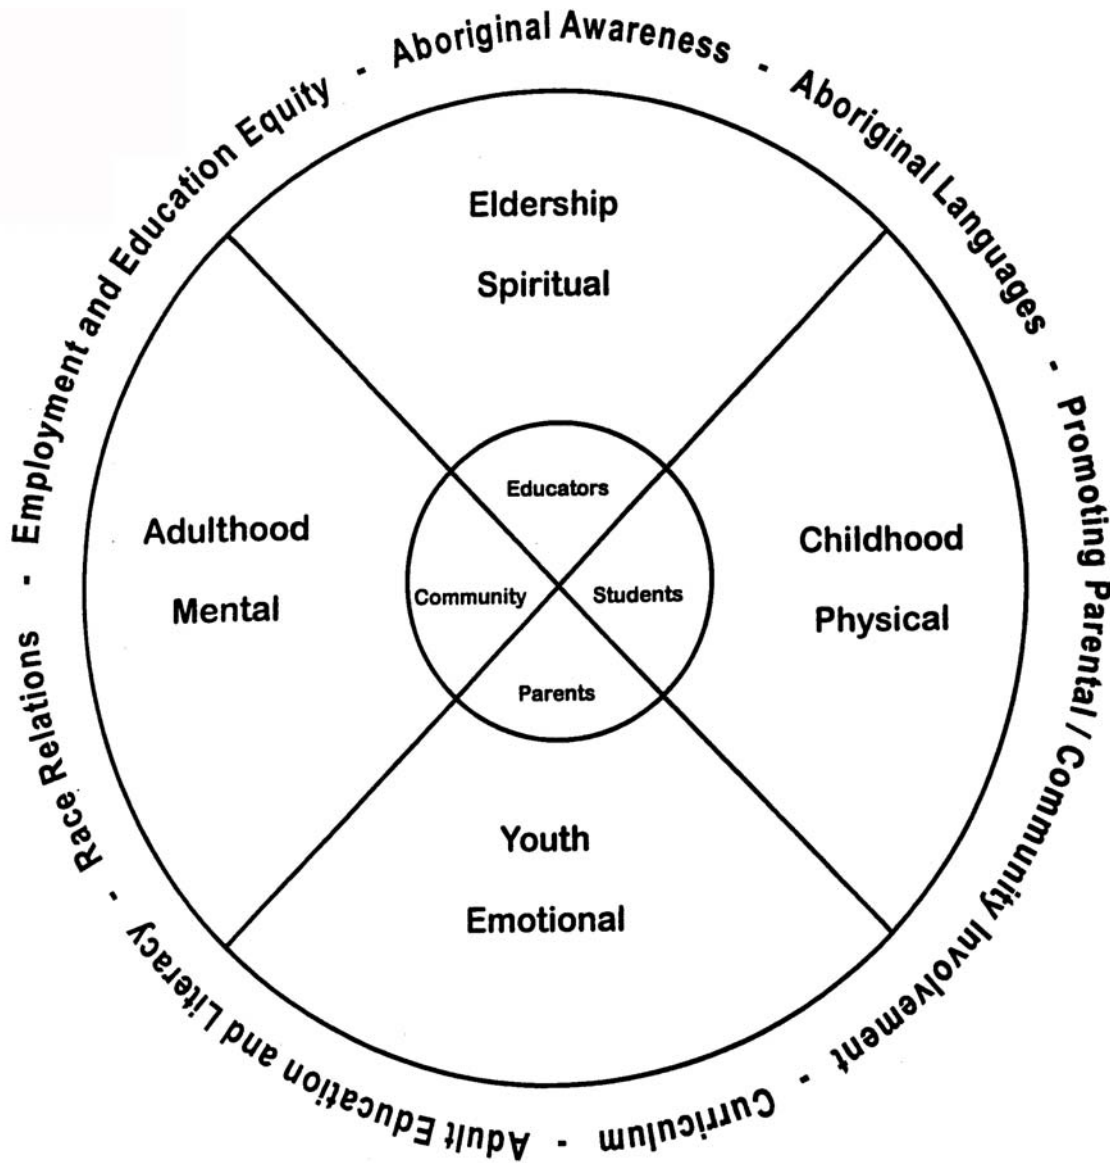 Aboriginal Awareness - Aboriginal Languages - Promoting Parental / Community Involvement - Curriculum - Adult Education and Literacy - Race Relations - Employment and Education Equity -
Eldership
Spiritual
Educators
Adulthood
Mental
Community
Students
Childhood
Physical
Parents
Youth
Emotional